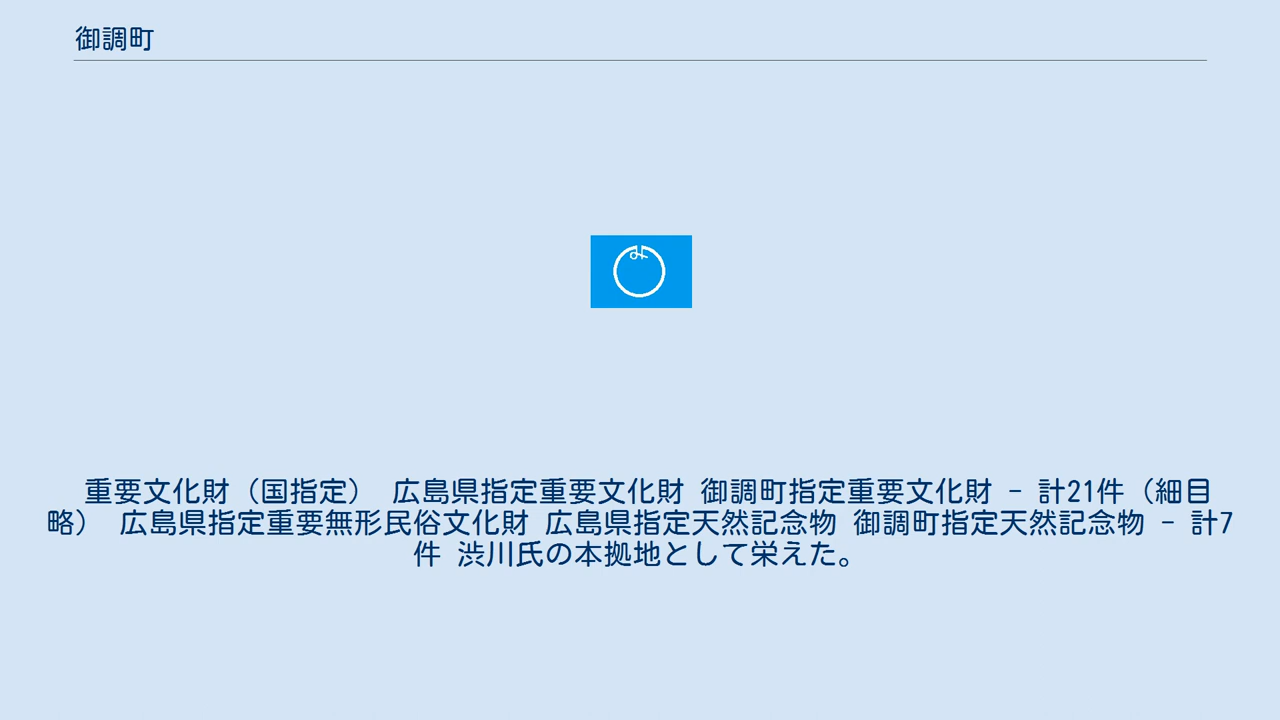 御調町
重要文化財（国指定） 広島県指定重要文化財 御調町指定重要文化財 - 計21件（細目
略） 広島県指定重要無形民俗文化財 広島県指定天然記念物 御調町指定天然記念物 - 計7
件 渋川氏の本拠地として栄えた。